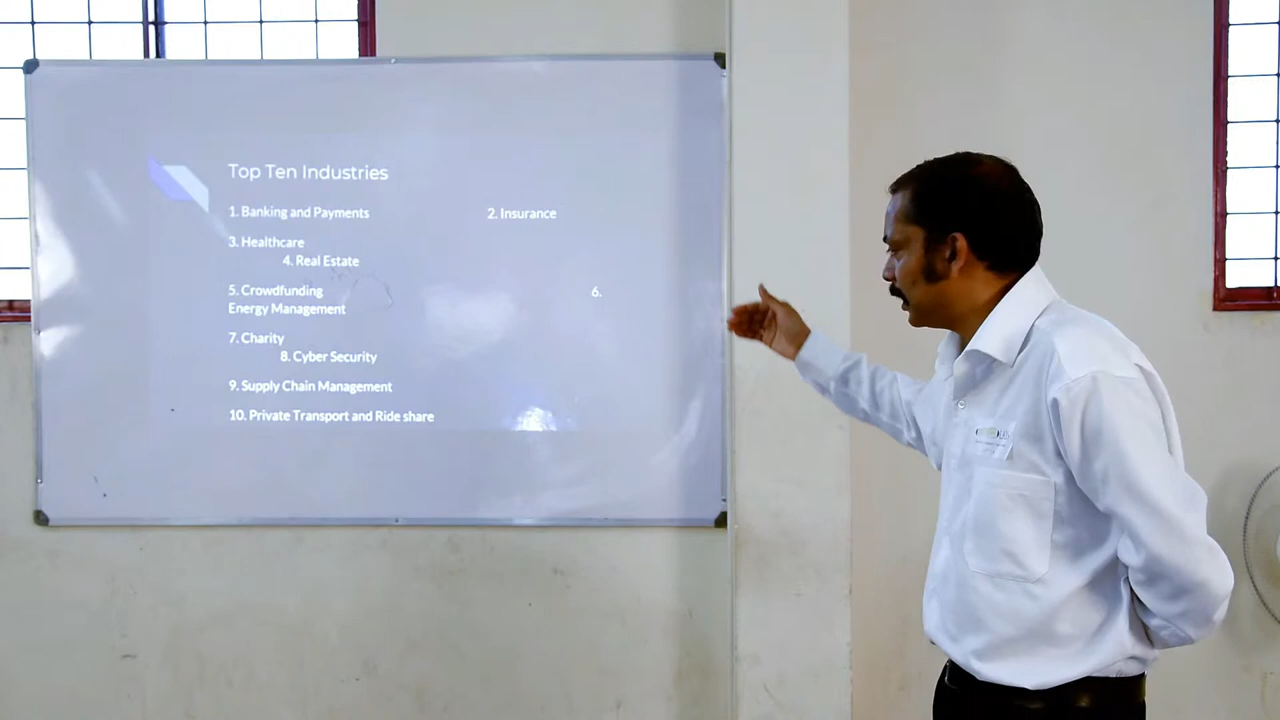 Top Ten Industries
1. Banking and Payments 2. Insurance
3. Healthcare
4. Real Estate
5. Crowdfunding 6.
Energy Management
7. Charity
8. Cyber Security
9. Supply Chain Management
10. Private Transport and Ride share